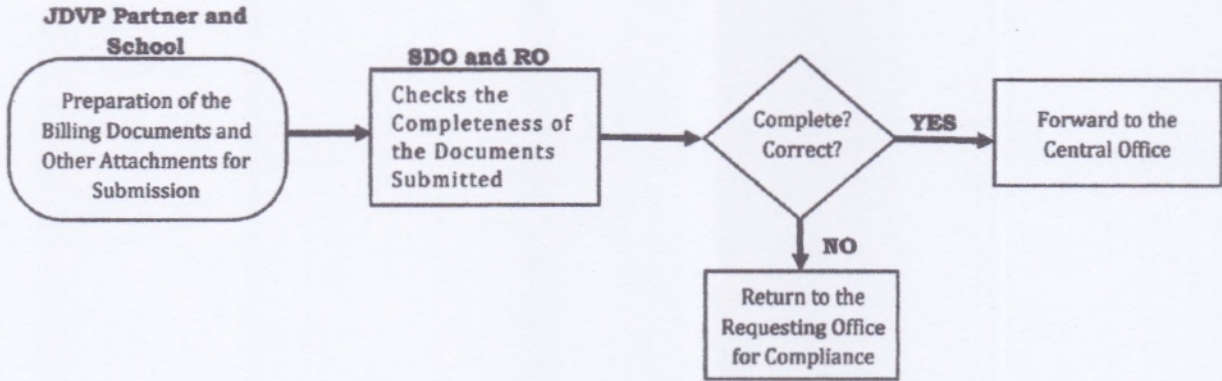 JDVP Partner and
School
Preparation of the
Billing Documents and
Other Attachments for
Submission
SDO and RO
Checks the
Completeness of
the Documents
Submitted
Complete?
Correct?
YES
Forward to the
Central Office
NO
Return to the
Requesting Office
for Compliance